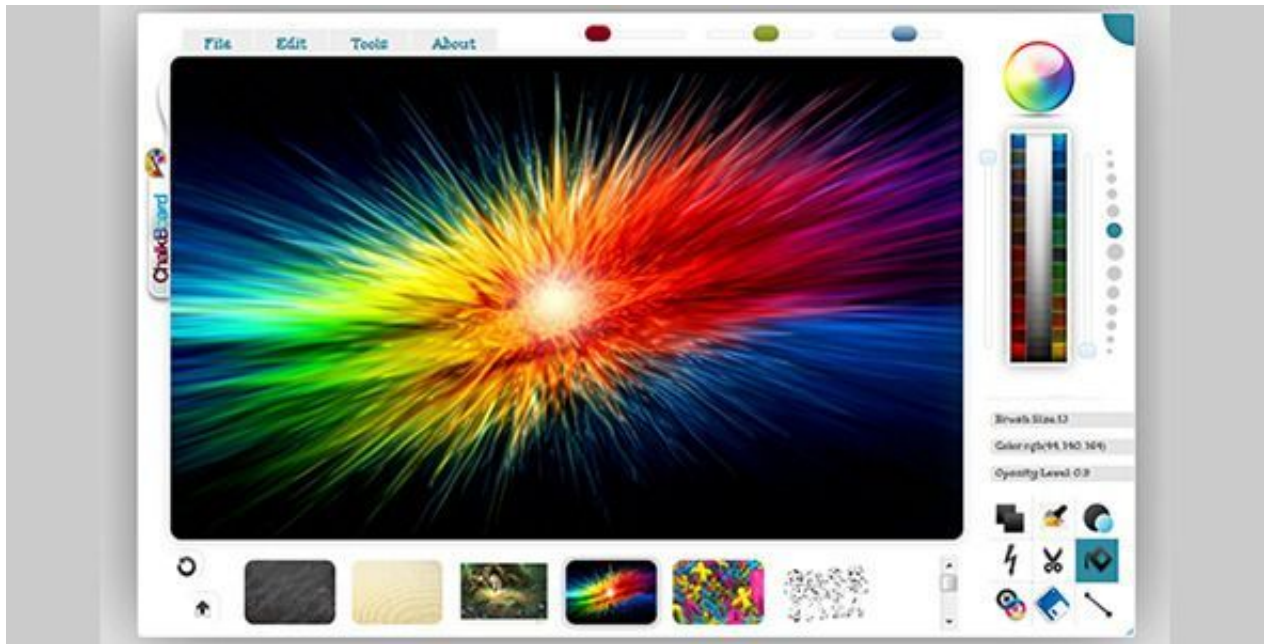 File Edit Tools About
ChalkBoard
Brush Size:13
Color:rgb(44, 140, 164)
Opacity Level: 0.9